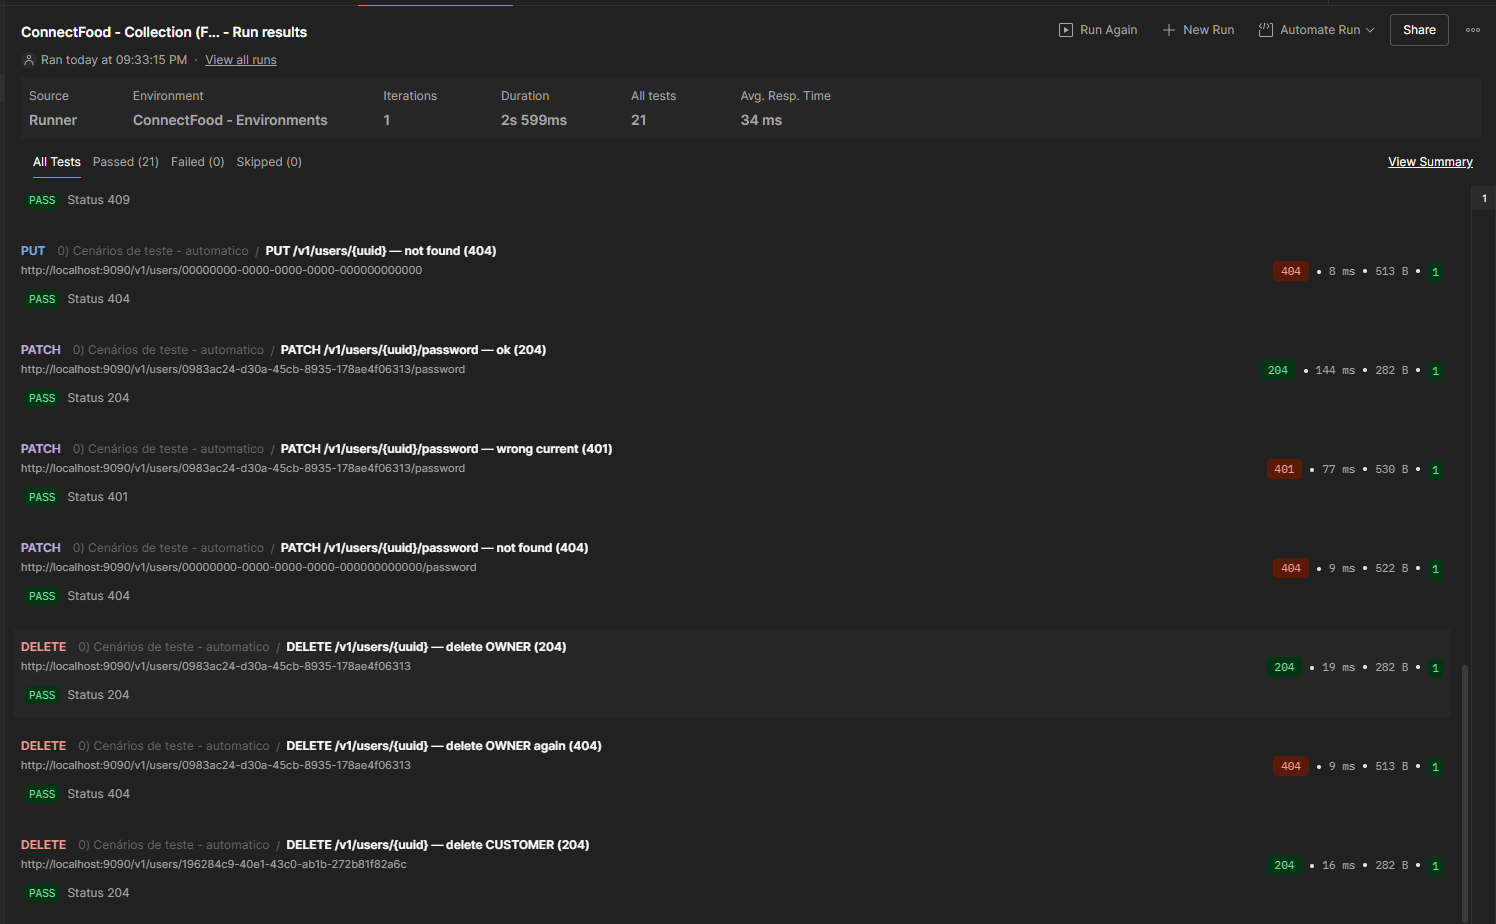 ConnectFood - Collection (F... - Run results
Run Again
New Run
Automate Run
Share
Ran today at 09:33:15 PM · View all runs
Source Environment Iterations Duration All tests Avg. Resp. Time
Runner ConnectFood - Environments 1 2s 599ms 21 34 ms
All Tests Passed (21) Failed (0) Skipped (0) View Summary
1
PASS Status 409
PUT 0) Cenários de teste - automatico / PUT /v1/users/{uuid} — not found (404)
http://localhost:9090/v1/users/00000000-0000-0000-0000-000000000000
404 • 8 ms • 513 B • 1
PASS Status 404
PATCH 0) Cenários de teste - automatico / PATCH /v1/users/{uuid}/password — ok (204)
http://localhost:9090/v1/users/0983ac24-d30a-45cb-8935-178ae4f06313/password
204 • 144 ms • 282 B • 1
PASS Status 204
PATCH 0) Cenários de teste - automatico / PATCH /v1/users/{uuid}/password — wrong current (401)
http://localhost:9090/v1/users/0983ac24-d30a-45cb-8935-178ae4f06313/password
401 • 77 ms • 530 B • 1
PASS Status 401
PATCH 0) Cenários de teste - automatico / PATCH /v1/users/{uuid}/password — not found (404)
http://localhost:9090/v1/users/00000000-0000-0000-0000-000000000000/password
404 • 9 ms • 522 B • 1
PASS Status 404
DELETE 0) Cenários de teste - automatico / DELETE /v1/users/{uuid} — delete OWNER (204)
http://localhost:9090/v1/users/0983ac24-d30a-45cb-8935-178ae4f06313
204 • 19 ms • 282 B • 1
PASS Status 204
DELETE 0) Cenários de teste - automatico / DELETE /v1/users/{uuid} — delete OWNER again (404)
http://localhost:9090/v1/users/0983ac24-d30a-45cb-8935-178ae4f06313
404 • 9 ms • 513 B • 1
PASS Status 404
DELETE 0) Cenários de teste - automatico / DELETE /v1/users/{uuid} — delete CUSTOMER (204)
http://localhost:9090/v1/users/196284c9-40e1-43c0-ab1b-272b81f82a6c
204 • 16 ms • 282 B • 1
PASS Status 204